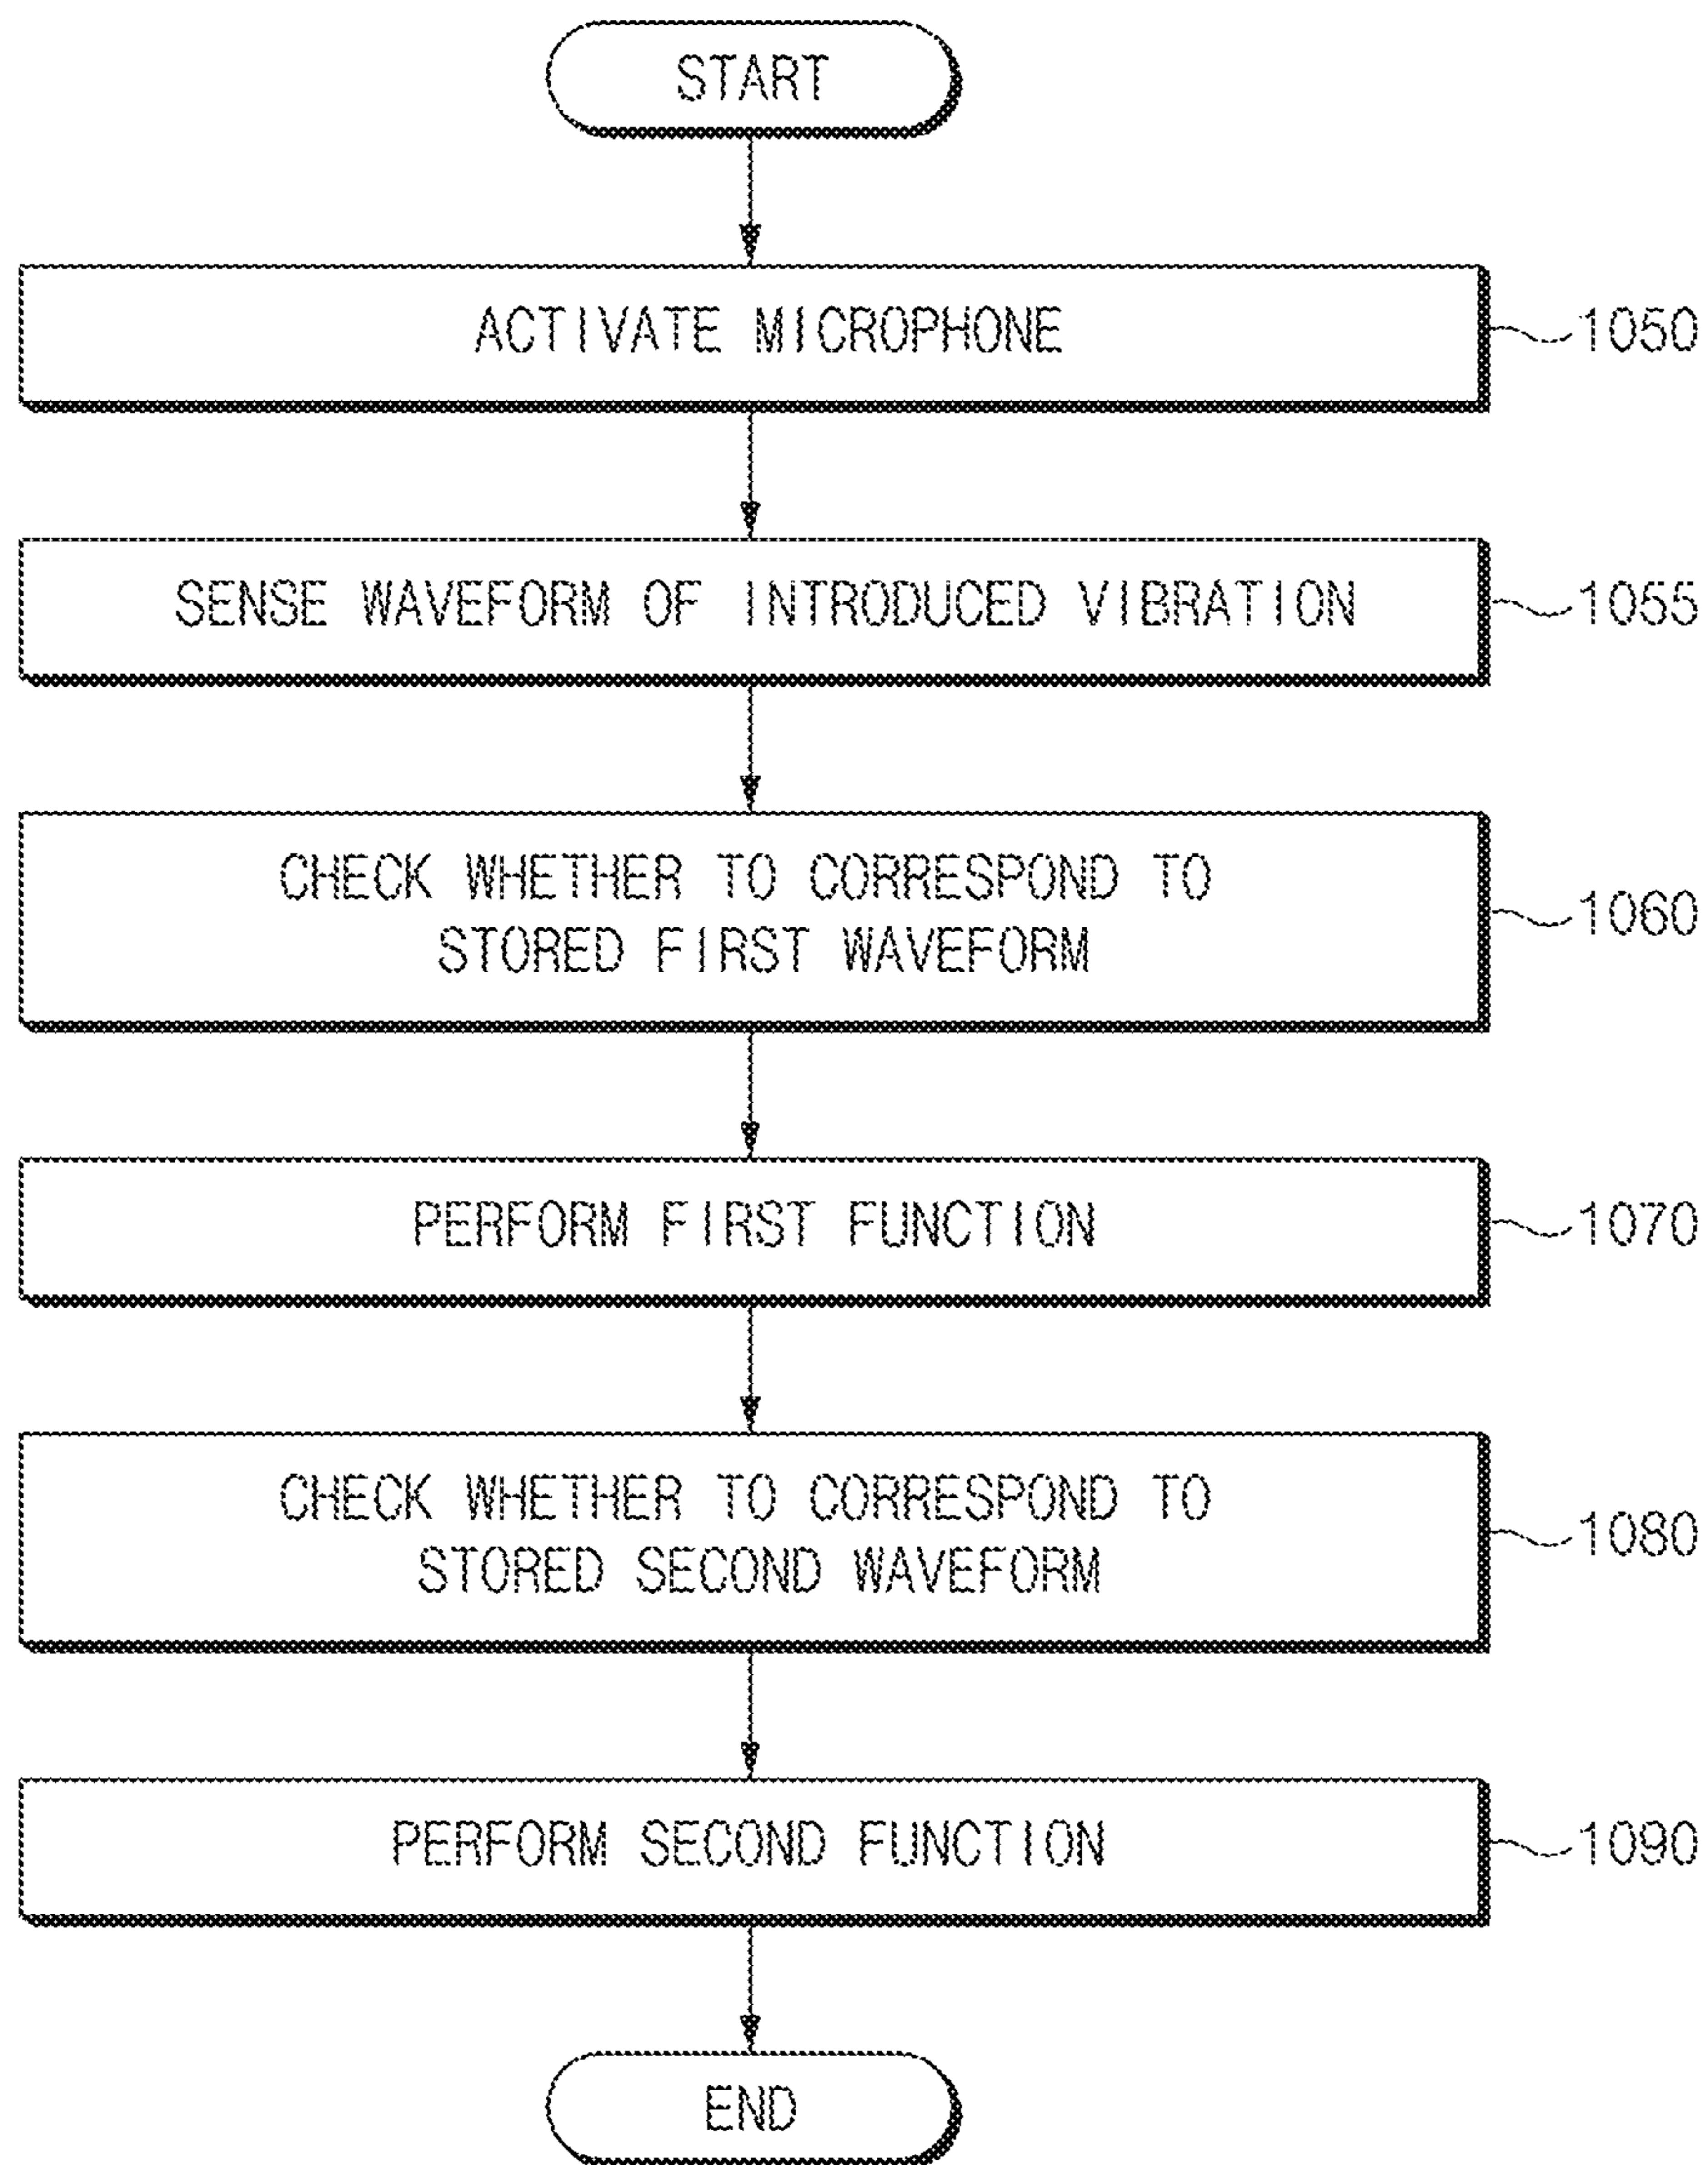 START
ACTIVATE MICROPHONE
1050
SENSE WAVEFORM OF INTRODUCED VIBRATION
1055
CHECK WHETHER TO CORRESPOND TO
STORED FIRST WAVEFORM
1060
PERFORM FIRST FUNCTION
1070
CHECK WHETHER TO CORRESPOND TO
STORED SECOND WAVEFORM
1080
PERFORM SECOND FUNCTION
1090
END